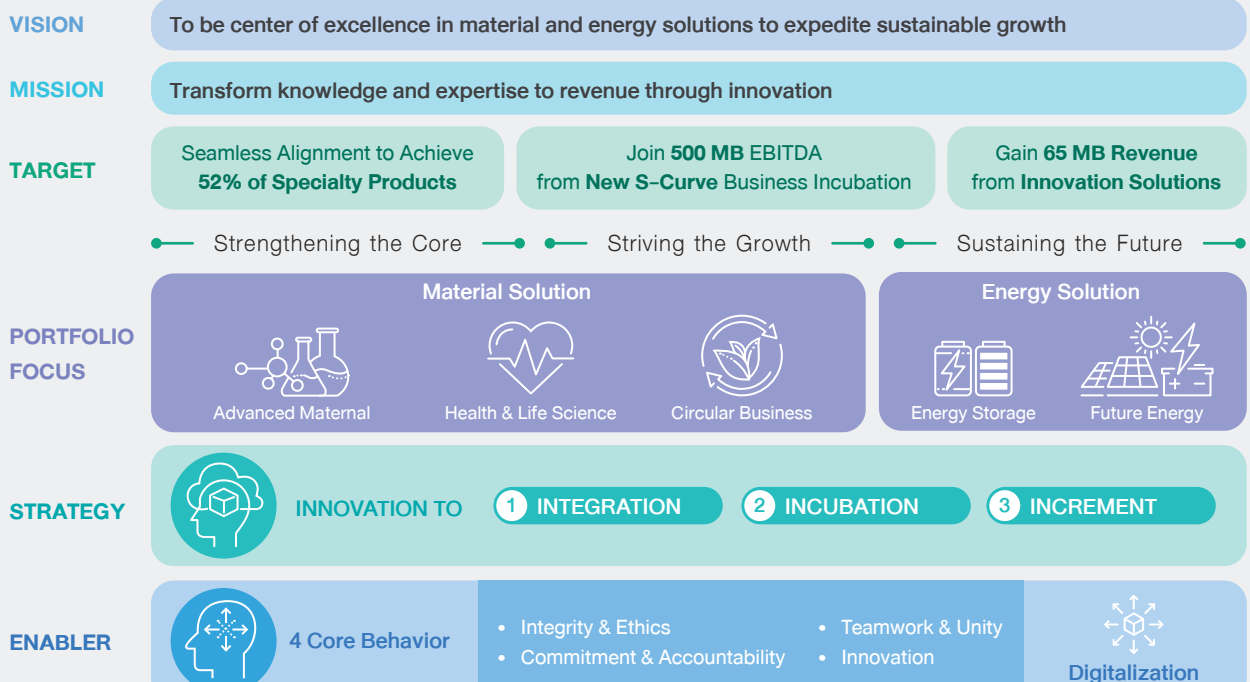 VISION
To be center of excellence in material and energy solutions to expedite sustainable growth
MISSION
Transform knowledge and expertise to revenue through innovation
TARGET
Seamless Alignment to Achieve
52% of Specialty Products
Join 500 MB EBITDA
from New S-Curve Business Incubation
Gain 65 MB Revenue
from Innovation Solutions
Strengthening the Core
Striving the Growth
Sustaining the Future
PORTFOLIO
FOCUS
Material Solution
Advanced Maternal
Health & Life Science
Circular Business
Energy Solution
Energy Storage
Future Energy
STRATEGY
INNOVATION TO
1 INTEGRATION
2 INCUBATION
3 INCREMENT
ENABLER
4 Core Behavior
• Integrity & Ethics
• Commitment & Accountability
• Teamwork & Unity
• Innovation
Digitalization